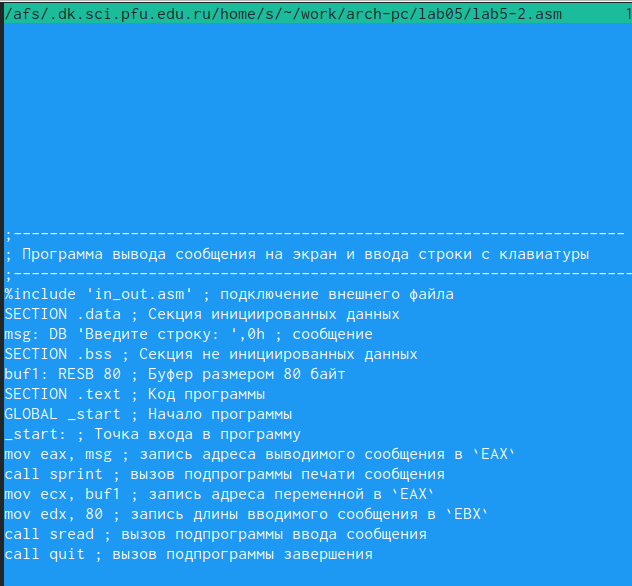 /afs/.dk.sci.pfu.edu.ru/home/s/~/work/arch-pc/lab05/lab5-2.asm 1
;--------------------------------------------------------------------
; Программа вывода сообщения на экран и ввода строки с клавиатуры
;---------------------------------------------------------------------
%include 'in_out.asm' ; подключение внешнего файла
SECTION .data ; Секция инициированных данных
msg: DB 'Введите строку: ',0h ; сообщение
SECTION .bss ; Секция не инициированных данных
buf1: RESB 80 ; Буфер размером 80 байт
SECTION .text ; Код программы
GLOBAL _start ; Начало программы
_start: ; Точка входа в программу
mov eax, msg ; запись адреса выводимого сообщения в `EAX`
call sprint ; вызов подпрограммы печати сообщения
mov ecx, buf1 ; запись адреса переменной в `EAX`
mov edx, 80 ; запись длины вводимого сообщения в `EBX`
call sread ; вызов подпрограммы ввода сообщения
call quit ; вызов подпрограммы завершения